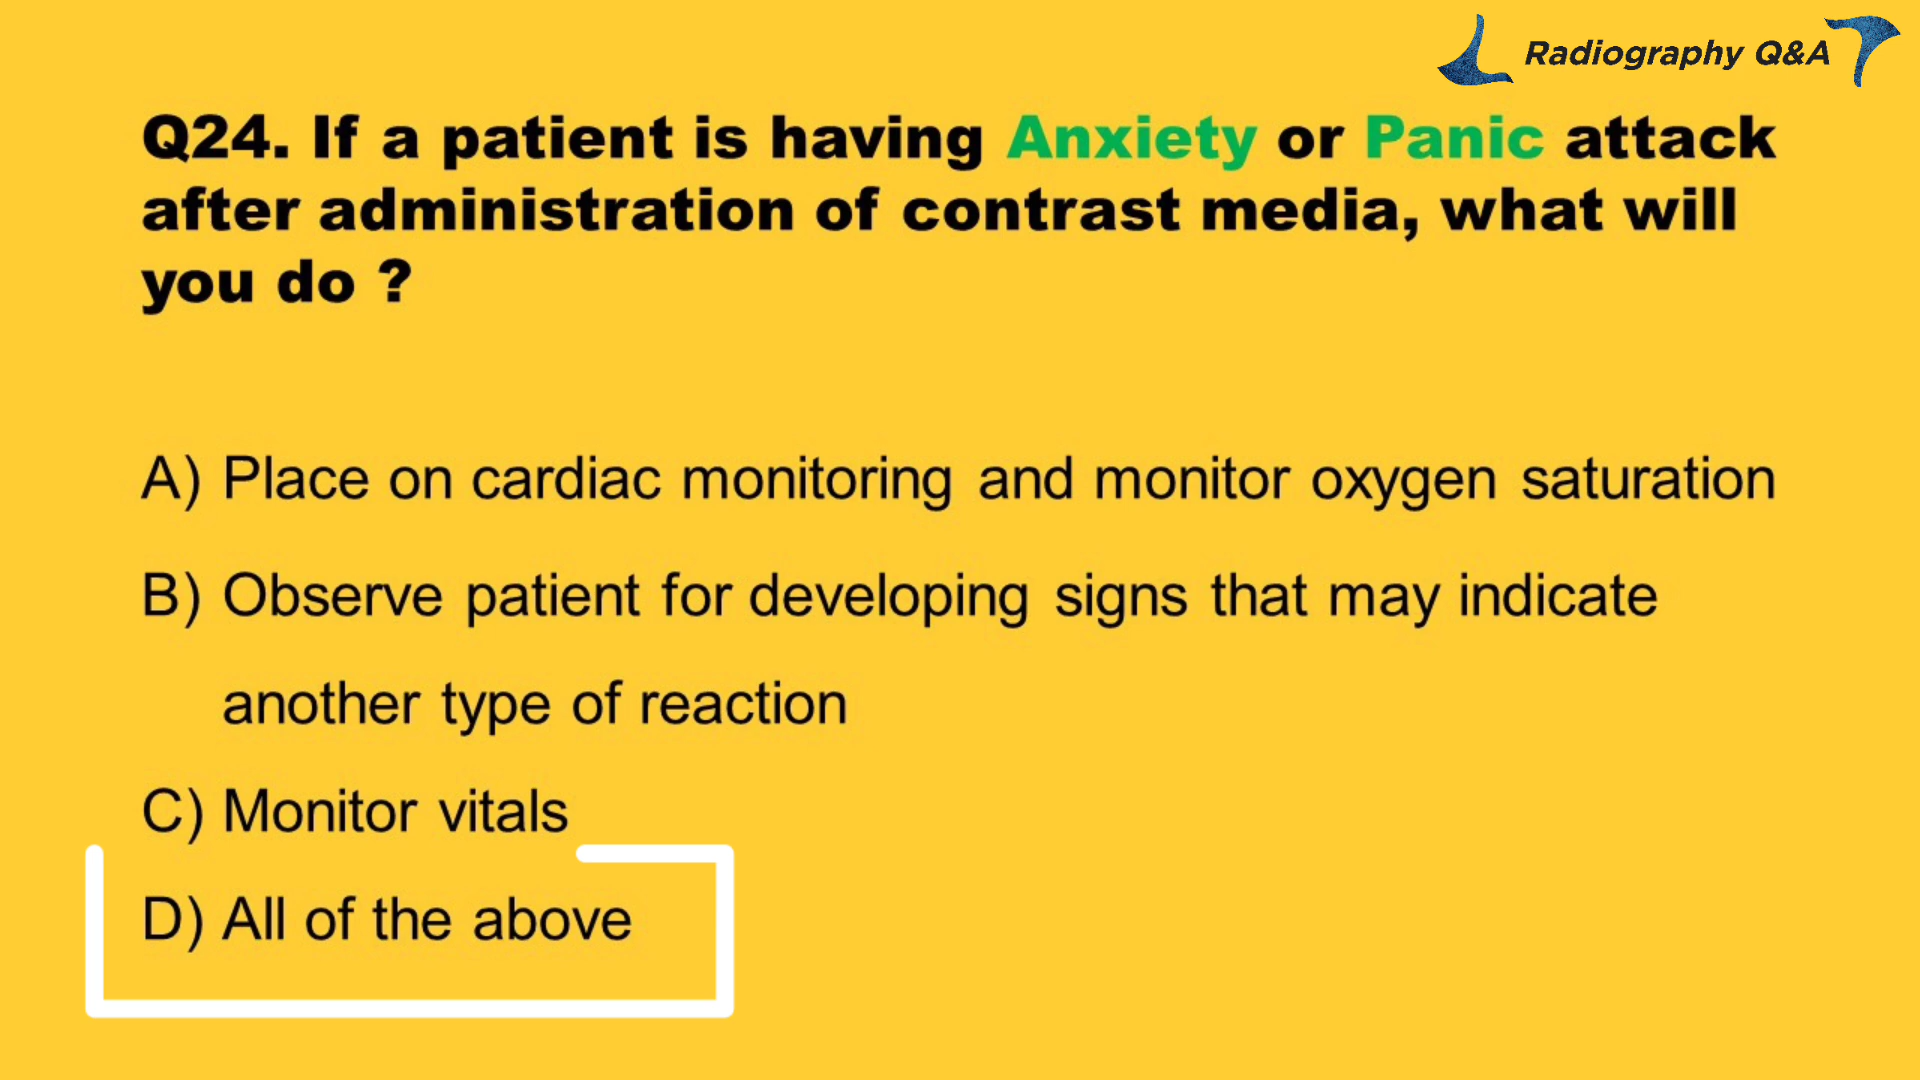 Radiography Q&A
Q24. If a patient is having Anxiety or Panic attack
after administration of contrast media, what will
you do ?
A) Place on cardiac monitoring and monitor oxygen saturation
B) Observe patient for developing signs that may indicate
another type of reaction
C) Monitor vitals
D) All of the above